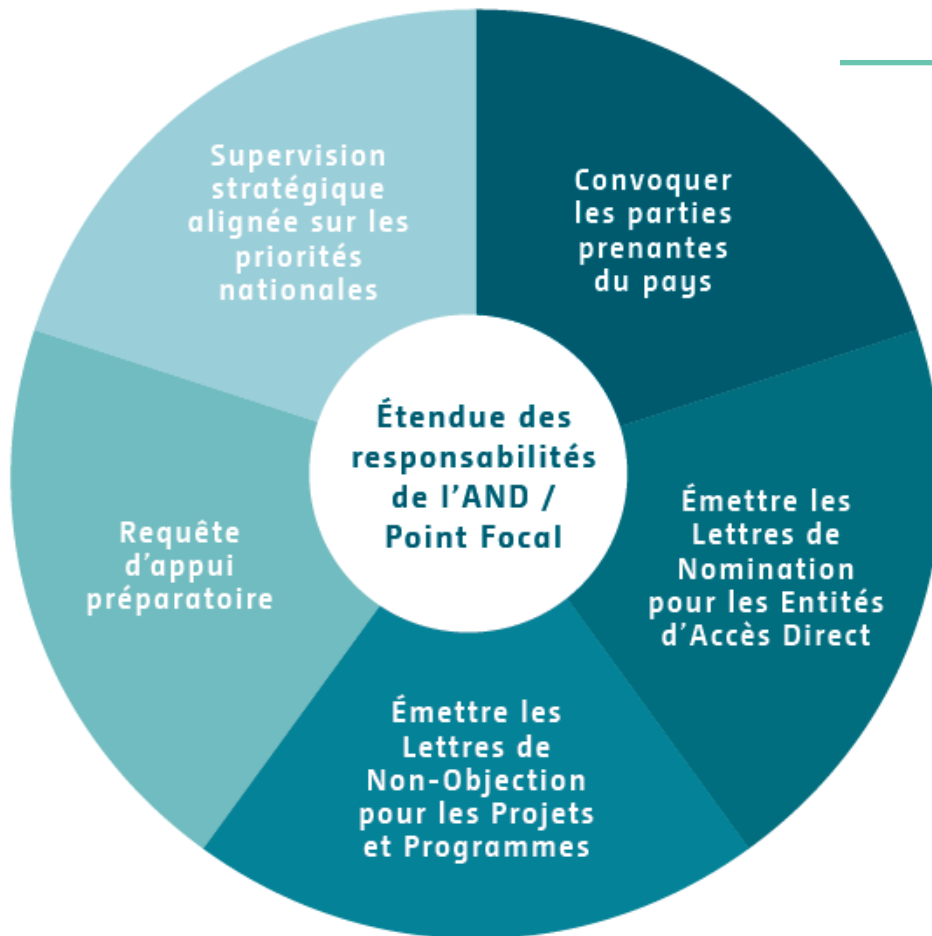 Étendue des
responsabilités
de l'AND /
Point Focal
Convoquer
les parties
prenantes
du pays
Émettre les
Lettres de
Nomination
pour les Entités
d'Accès Direct
Émettre les
Lettres de
Non-Objection
pour les Projets
et Programmes
Requête
d'appui
préparatoire
Supervision
stratégique
alignée sur les
priorités
nationales